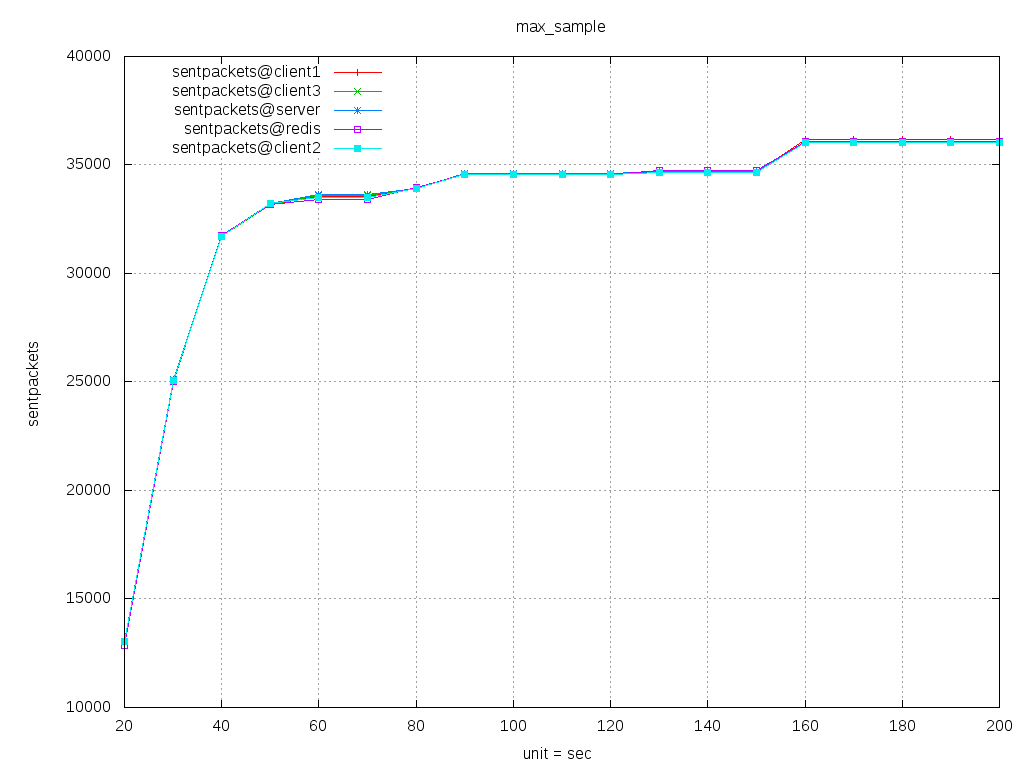 max_sample
40000
35000
30000
25000
20000
15000
10000
sentpackets@client1
sentpackets@client3
sentpackets@server
sentpackets@redis
sentpackets@client2
sentpackets
20 40 60 80 100 120 140 160 180 200
unit = sec